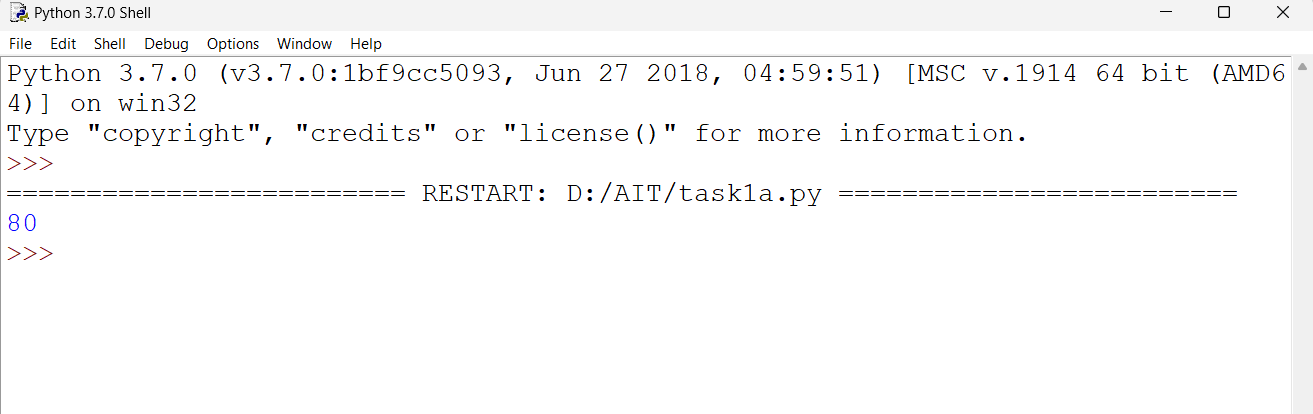 Python 3.7.0 Shell
File Edit Shell Debug Options Window Help
Python 3.7.0 (v3.7.0:1bf9cc5093, Jun 27 2018, 04:59:51) [MSC v.1914 64 bit (AMD6
4)] on win32
Type "copyright", "credits" or "license()" for more information.
>>>
========================= RESTART: D:/AIT/task1a.py =========================
80
>>>